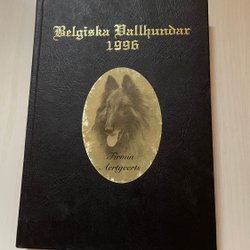 Belgiska Vallhundar
1996
Firmin
Aertgeerts